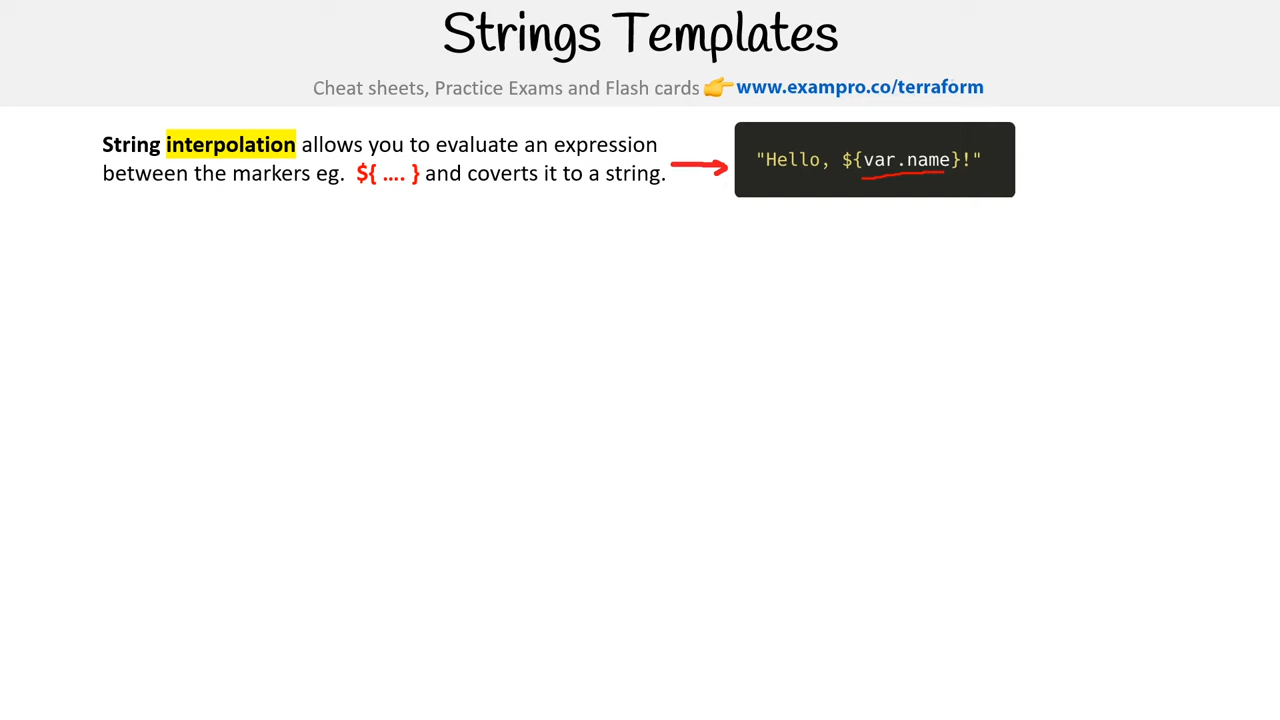 Strings Templates
Cheat sheets, Practice Exams and Flash cards 👉 www.exampro.co/terraform
String interpolation allows you to evaluate an expression
between the markers eg. ${ .... } and coverts it to a string.
"Hello, ${var.name}!"